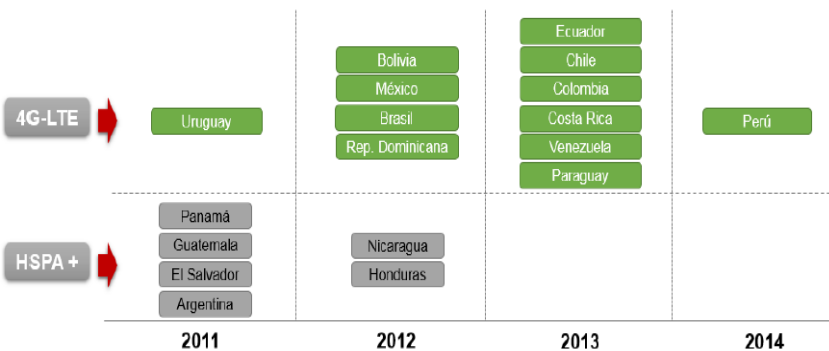 4G-LTE
Uruguay
Bolivia
México
Brasil
Rep. Dominicana
Ecuador
Chile
Colombia
Costa Rica
Venezuela
Paraguay
Perú
HSPA +
Panamá
Guatemala
El Salvador
Argentina
Nicaragua
Honduras
2011
2012
2013
2014